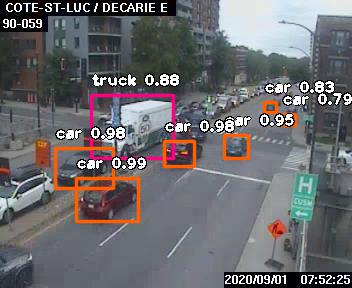 COTE-ST-LUC / DECARIE E
90-059
truck 0.88
car 0.83
car 0.79
car 0.98
car 0.98
car 0.95
car 0.99
H
CUSM
2020/09/01 07:52:25